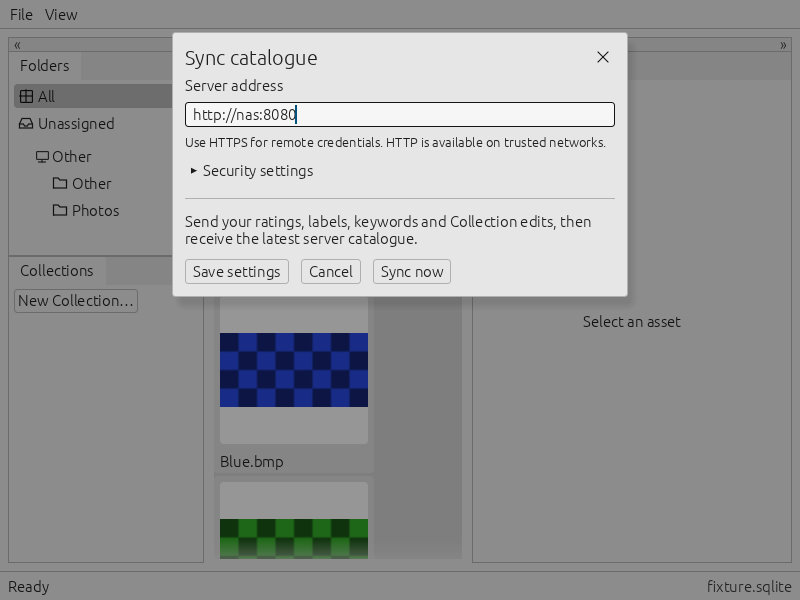 File View
«
»
Folders
All
Unassigned
Other
Other
Photos
Collections
New Collection...
Sync catalogue
Server address
http://nas:8080
Use HTTPS for remote credentials. HTTP is available on trusted networks.
Security settings
Send your ratings, labels, keywords and Collection edits, then
receive the latest server catalogue.
Save settings Cancel Sync now
Blue.bmp
Select an asset
Ready
fixture.sqlite